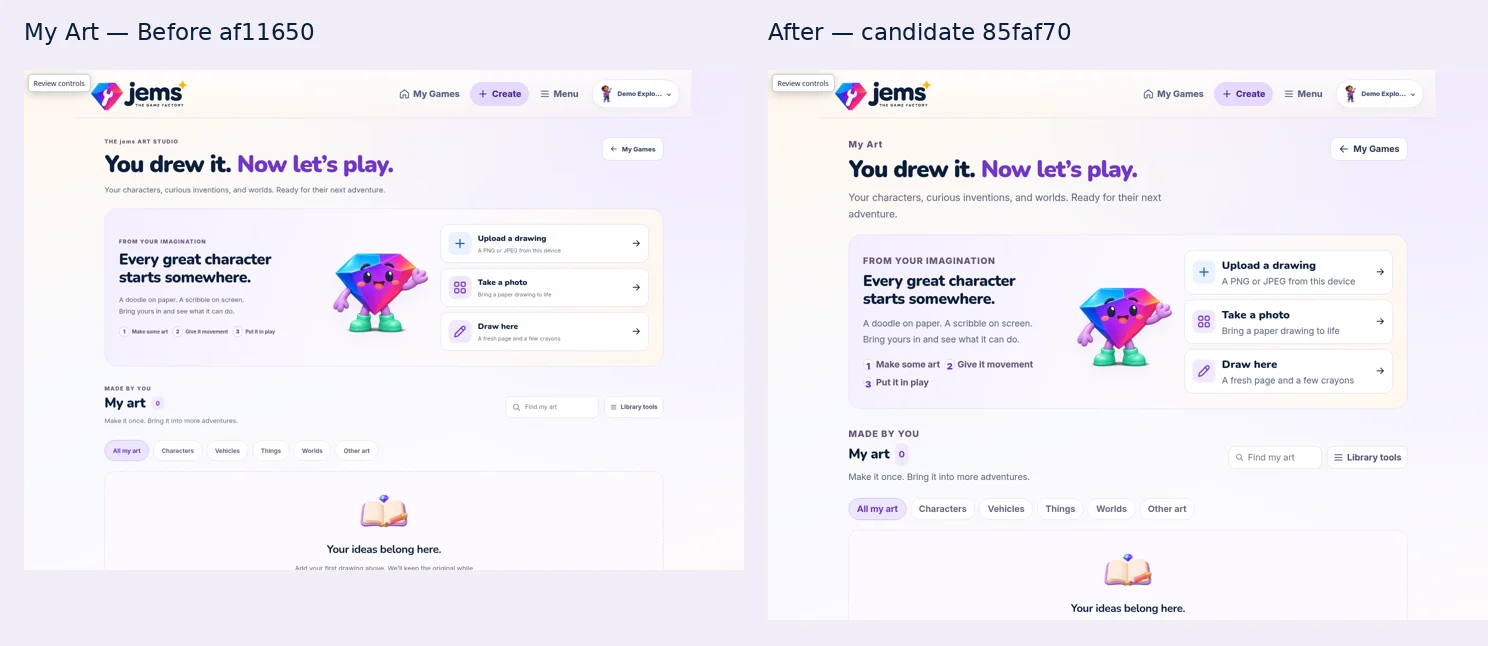 My Art — Before af11650
Review controls
jems
THE GAME FACTORY
My Games
Create
Menu
Demo Explo...
THE jems ART STUDIO
You drew it. Now let's play.
My Games
Your characters, curious inventions, and worlds. Ready for their next adventure.
FROM YOUR IMAGINATION
Every great character
starts somewhere.
A doodle on paper. A scribble on screen.
Bring yours in and see what it can do.
1 Make some art 2 Give it movement 3 Put it in play
Upload a drawing
A PNG or JPEG from this device
Take a photo
Bring a paper drawing to life
Draw here
A fresh page and a few crayons
MADE BY YOU
My art 0
Make it once. Bring it into more adventures.
Find my art
Library tools
All my art
Characters
Vehicles
Things
Worlds
Other art
Your ideas belong here.
Add your first drawing above. We'll keep the original while
After — candidate 85faf70
Review controls
jems
THE GAME FACTORY
My Games
Create
Menu
Demo Explo...
My Art
You drew it. Now let's play.
My Games
Your characters, curious inventions, and worlds. Ready for their next
adventure.
FROM YOUR IMAGINATION
Every great character
starts somewhere.
A doodle on paper. A scribble on screen.
Bring yours in and see what it can do.
1 Make some art 2 Give it movement
3 Put it in play
Upload a drawing
A PNG or JPEG from this device
Take a photo
Bring a paper drawing to life
Draw here
A fresh page and a few crayons
MADE BY YOU
My art 0
Make it once. Bring it into more adventures.
Find my art
Library tools
All my art
Characters
Vehicles
Things
Worlds
Other art
Your ideas belong here.